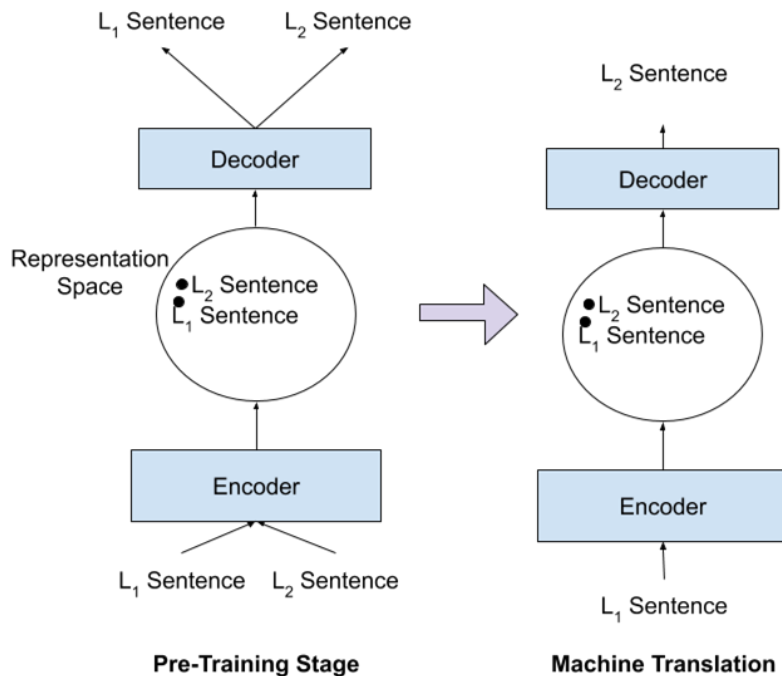 L₁ Sentence
L₂ Sentence
Decoder
Representation
Space
L₂ Sentence
L₁ Sentence
Encoder
L₁ Sentence
L₂ Sentence
Pre-Training Stage
L₂ Sentence
Decoder
L₂ Sentence
L₁ Sentence
Encoder
L₁ Sentence
Machine Translation